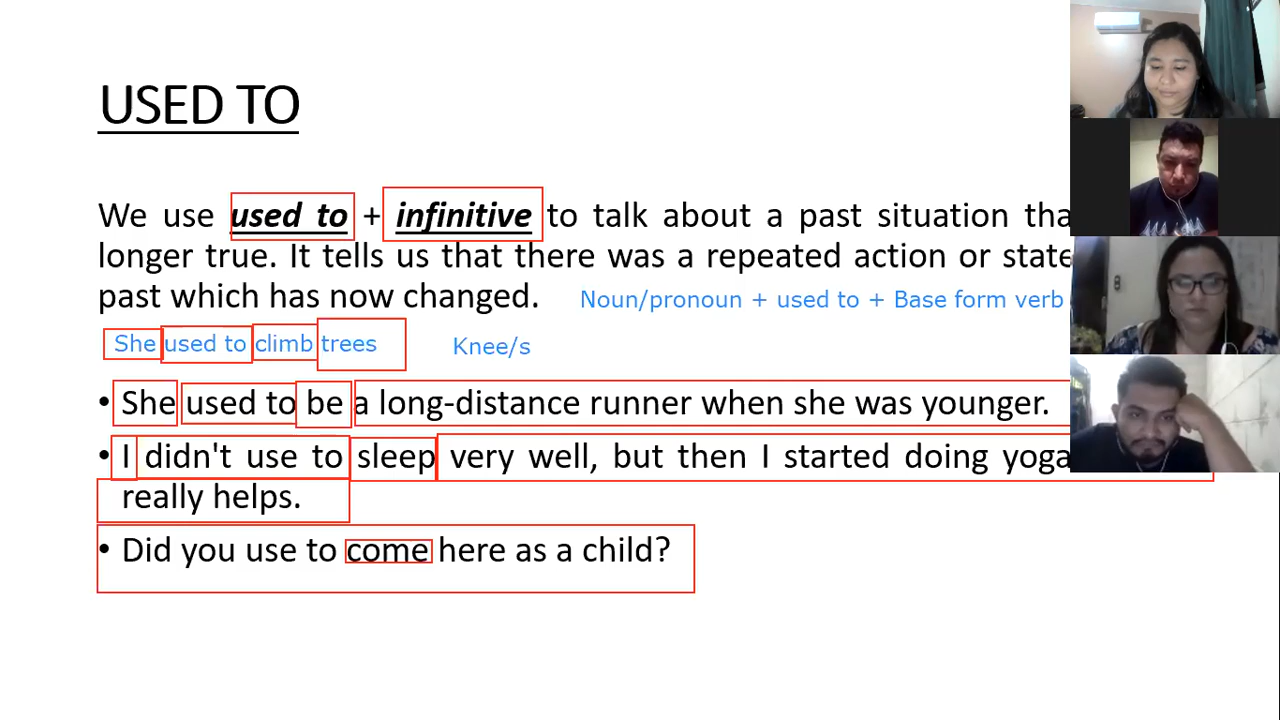 USED TO
We use used to + infinitive to talk about a past situation
longer true. It tells us that there was a repeated action or state
past which has now changed. Noun/pronoun + used to + Base form verb
She used to climb trees Knee/s
• She used to be a long-distance runner when she was younger.
• I didn't use to sleep very well, but then I started doing yoga
really helps.
• Did you use to come here as a child?